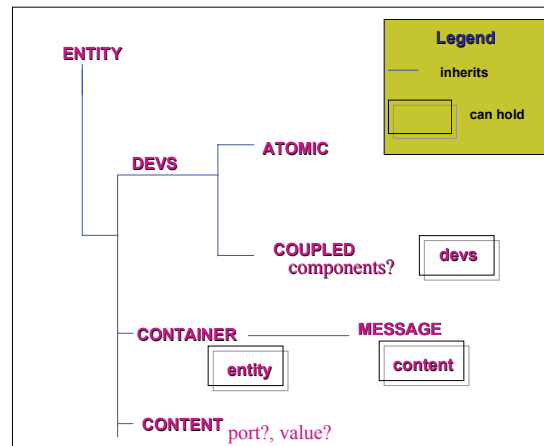 Legend
ENTITY
inherits
can hold
ATOMIC
DEVS
COUPLED
components?
devs
CONTAINER
MESSAGE
entity
content
CONTENT
port?, value?